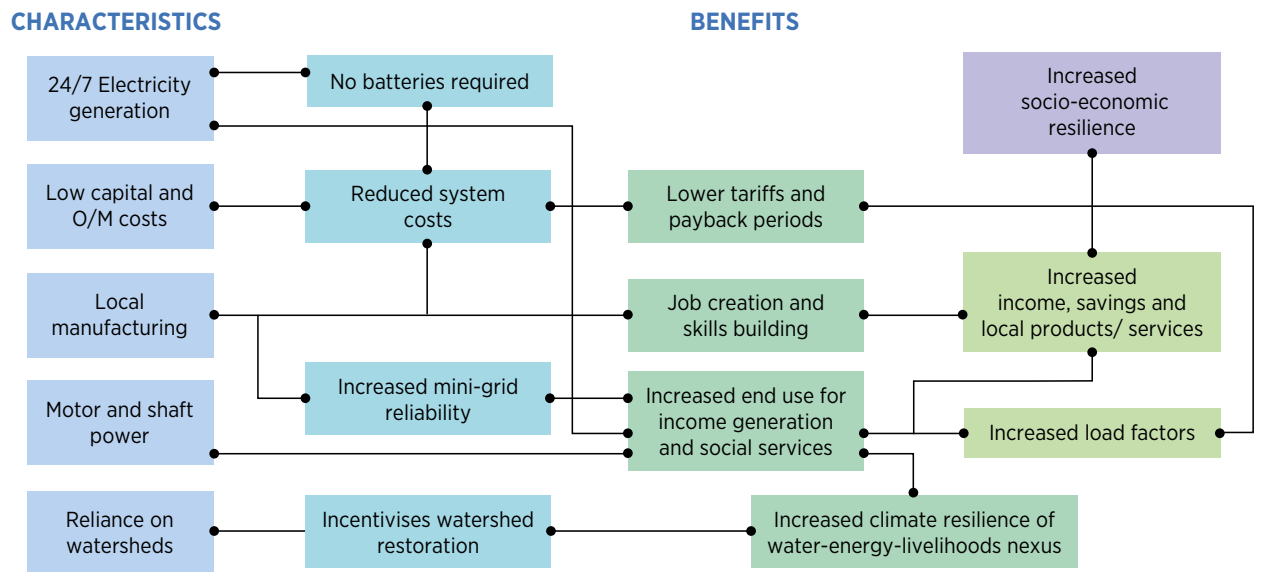 CHARACTERISTICS
BENEFITS
24/7 Electricity
generation
No batteries required
Increased
socio-economic
resilience
Low capital and
O/M costs
Reduced system
costs
Lower tariffs and
payback periods
Local
manufacturing
Job creation and
skills building
Increased
income, savings and
local products/ services
Motor and shaft
power
Increased mini-grid
reliability
Increased end use for
income generation
and social services
Increased load factors
Reliance on
watersheds
Incentivises watershed
restoration
Increased climate resilience of
water-energy-livelihoods nexus